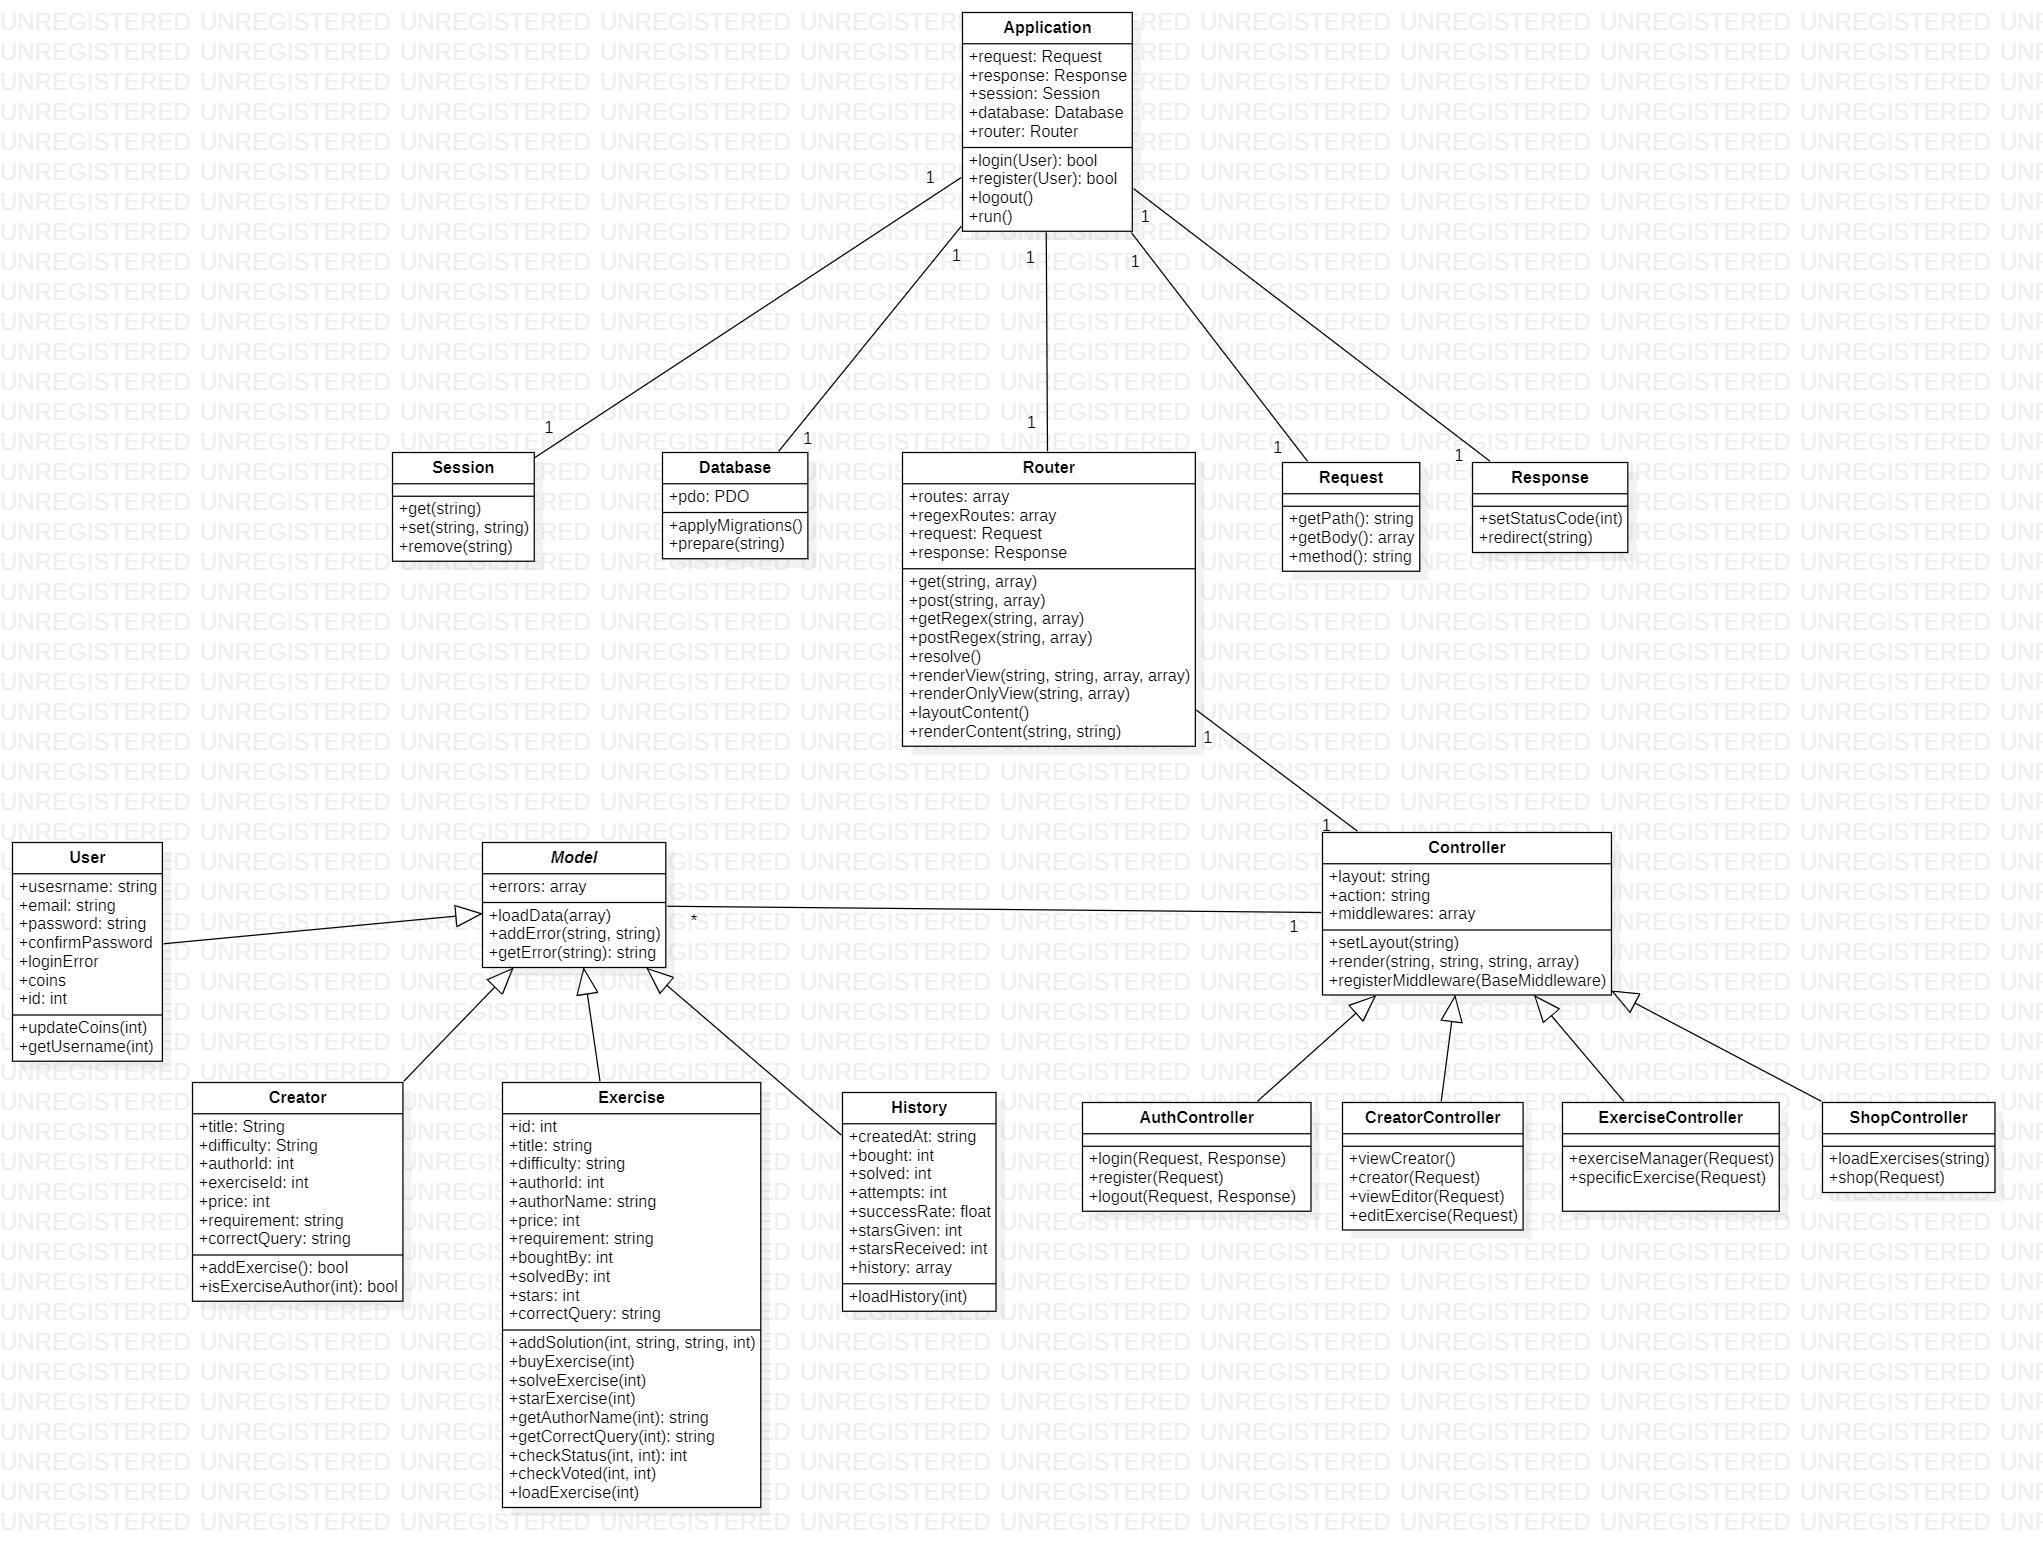 Application
+request: Request
+response: Response
+session: Session
+database: Database
+router: Router
+login(User): bool
+register(User): bool
+logout()
+run()
1
1
1
1
1
1
1
1
1
1
Session
+get(string)
+set(string, string)
+remove(string)
Database
+pdo: PDO
+applyMigrations()
+prepare(string)
Router
+routes: array
+regexRoutes: array
+request: Request
+response: Response
+get(string, array)
+post(string, array)
+getRegex(string, array)
+postRegex(string, array)
+resolve()
+renderView(string, string, array, array)
+renderOnlyView(string, array)
+layoutContent()
+renderContent(string, string)
Request
+getPath(): string
+getBody(): array
+method(): string
Response
+setStatusCode(int)
+redirect(string)
1
1
User
+usesrname: string
+email: string
+password: string
+confirmPassword
+loginError
+coins
+id: int
+updateCoins(int)
+getUsername(int)
Model
+errors: array
+loadData(array)
+addError(string, string)
+getError(string): string
*
1
Controller
+layout: string
+action: string
+middlewares: array
+setLayout(string)
+render(string, string, string, array)
+registerMiddleware(BaseMiddleware)
Creator
+title: String
+difficulty: String
+authorId: int
+exerciseId: int
+price: int
+requirement: string
+correctQuery: string
+addExercise(): bool
+isExerciseAuthor(int): bool
Exercise
+id: int
+title: string
+difficulty: string
+authorId: int
+authorName: string
+price: int
+requirement: string
+boughtBy: int
+solvedBy: int
+stars: int
+correctQuery: string
+addSolution(int, string, string, int)
+buyExercise(int)
+solveExercise(int)
+starExercise(int)
+getAuthorName(int): string
+getCorrectQuery(int): string
+checkStatus(int, int): int
+checkVoted(int, int)
+loadExercise(int)
History
+createdAt: string
+bought: int
+solved: int
+attempts: int
+successRate: float
+starsGiven: int
+starsReceived: int
+history: array
+loadHistory(int)
AuthController
+login(Request, Response)
+register(Request)
+logout(Request, Response)
CreatorController
+viewCreator()
+creator(Request)
+viewEditor(Request)
+editExercise(Request)
ExerciseController
+exerciseManager(Request)
+specificExercise(Request)
ShopController
+loadExercises(string)
+shop(Request)
UNREGISTERED